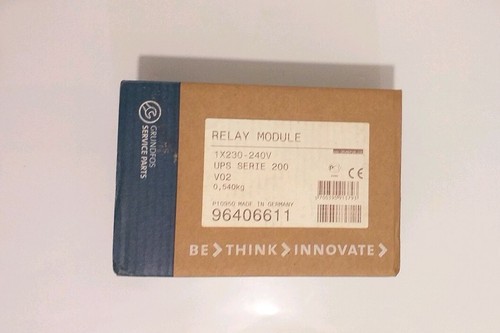 GRUNDFOS
SERVICE PARTS
RELAY MODULE
1X230-240V
UPS SERIE 200
V02
0,540kg
CE
MADE IN GERMANY
96406611
BE>THINK>INNOVATE>